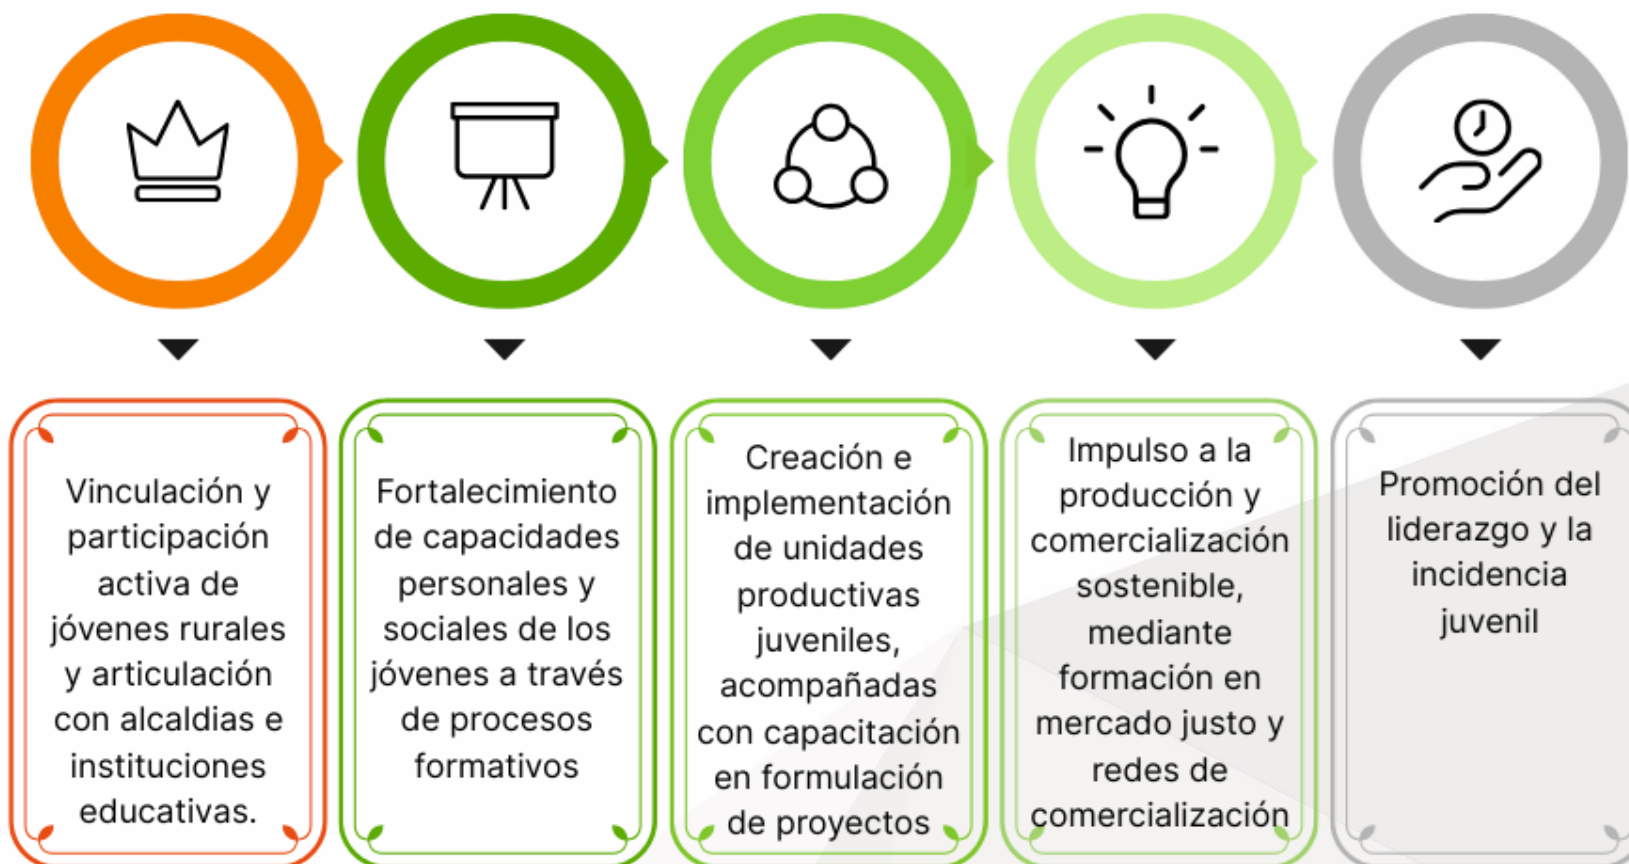 Vinculación y
participación
activa de
jóvenes rurales
y articulación
con alcaldias e
instituciones
educativas.
Fortalecimiento
de capacidades
personales y
sociales de los
jóvenes a través
de procesos
formativos
Creación e
implementación
de unidades
productivas
juveniles,
acompañadas
con capacitación
en formulación
de proyectos
Impulso a la
producción y
comercialización
sostenible,
mediante
formación en
mercado justo y
redes de
comercialización
Promoción del
liderazgo y la
incidencia
juvenil